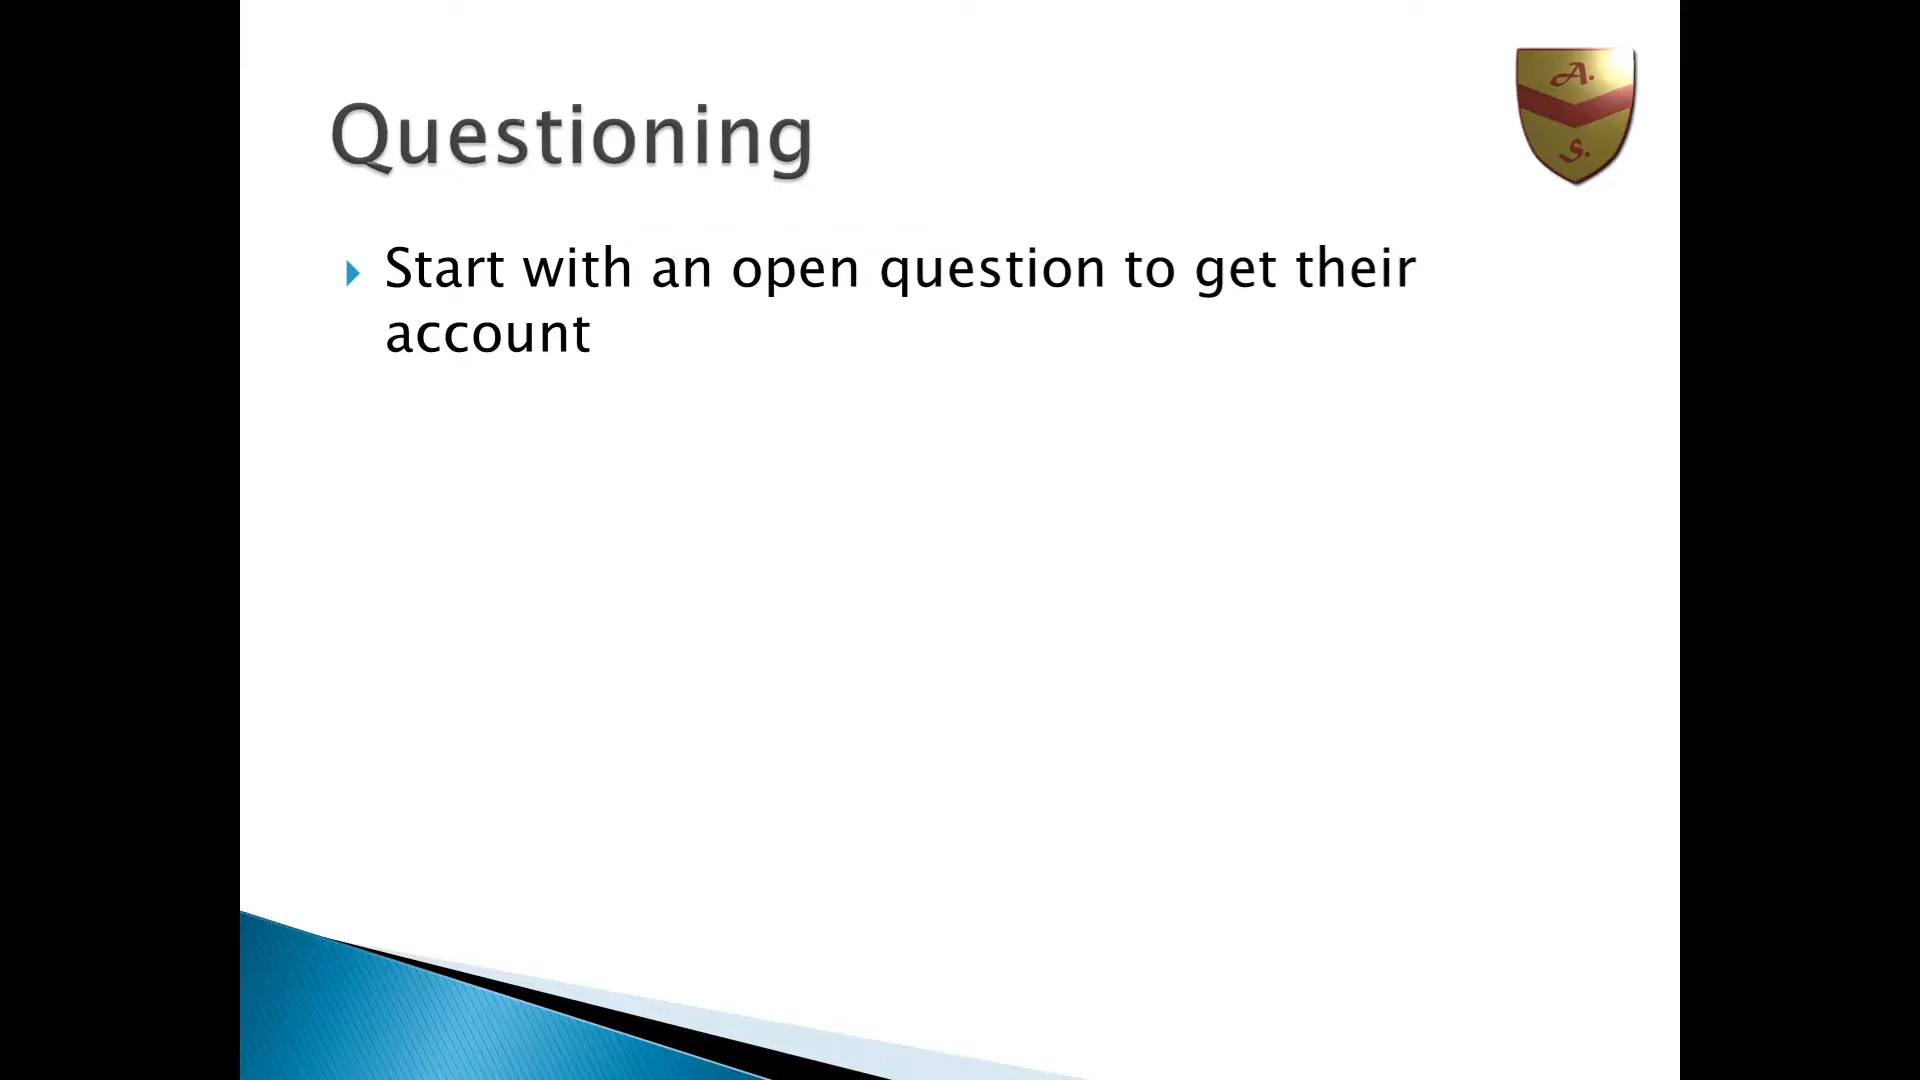 Questioning
A.
S.
Start with an open question to get their
account